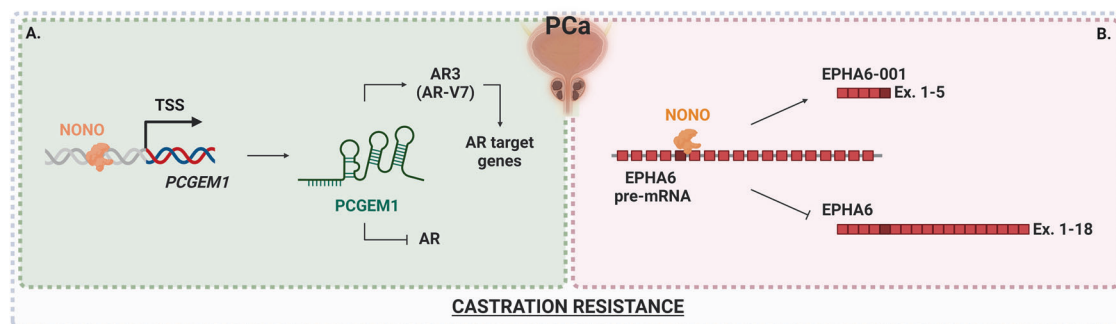 PCa
A.
NONO
TSS
PCGEM1
PCGEM1
AR3
(AR-V7)
AR target
genes
AR
B.
NONO
EPHA6
pre-mRNA
EPHA6-001
Ex. 1-5
EPHA6
Ex. 1-18
CASTRATION RESISTANCE